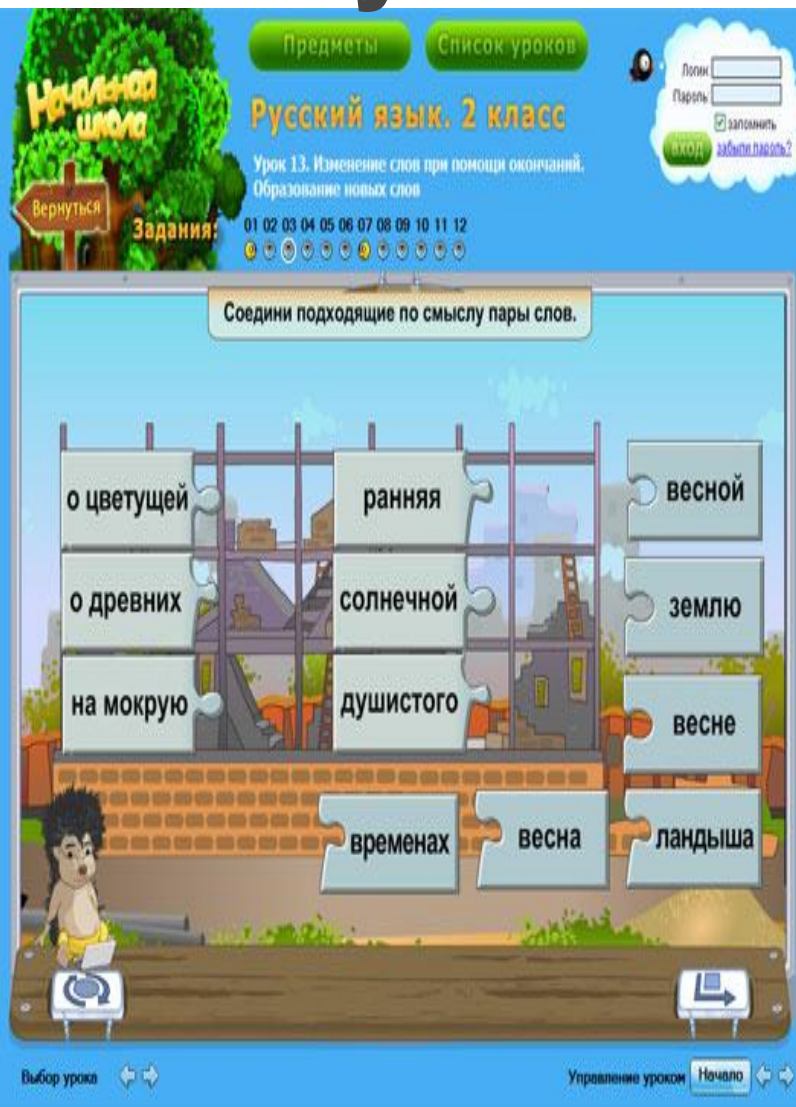 Предметы
Список уроков
Начальная
школа
Логин
Пароль
запомнить
вход
забыли пароль?
Русский язык. 2 класс
Урок 13. Изменение слов при помощи окончаний.
Образование новых слов
Вернуться
Задания:
01 02 03 04 05 06 07 08 09 10 11 12
Соедини подходящие по смыслу пары слов.
о цветущей
ранняя
весной
о древних
солнечной
землю
на мокрую
душистого
весне
временах
весна
ландыша
Выбор урока
Управление уроком
Начало